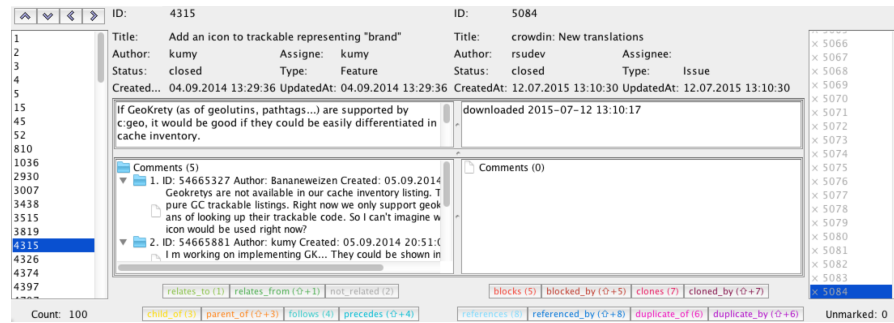 ID: 4315 ID: 5084
Title: Add an icon to trackable representing "brand" Title: crowdin: New translations
Author: kumy Assigne: kumy Author: rsudev Assignee:
Status: closed Type: Feature Status: closed Type: Issue
Created... 04.09.2014 13:29:36 UpdatedAt: 04.09.2014 13:29:36 CreatedAt: 12.07.2015 13:10:30 UpdatedAt: 12.07.2015 13:10:30
1
2
3
4
5
15
45
52
810
1036
2930
3007
3438
3515
3819
4315
4326
4374
4397
If GeoKrety (as of geolutins, pathtags...) are supported by
c:geo, it would be good if they could be easily differentiated in
cache inventory.
downloaded 2015-07-12 13:10:17
Comments (5)
1. ID: 54665327 Author: Bananeweizen Created: 05.09.2014
Geokretys are not available in our cache inventory listing. T
pure GC trackable listings. Right now we only support geok
ans of looking up their trackable code. So I can't imagine w
icon would be used right now?
2. ID: 54665881 Author: kumy Created: 05.09.2014 20:51:0
I m working on implementing GK... They could be shown in
Comments (0)
× 5066
× 5067
× 5068
× 5069
× 5070
× 5071
× 5072
× 5073
× 5074
× 5075
× 5076
× 5077
× 5078
× 5079
× 5080
× 5081
× 5082
× 5083
× 5084
relates_to (1) relates_from (⇧+1) not_related (2) blocks (5) blocked_by (⇧+5) clones (7) cloned_by (⇧+7)
Count: 100 child_of (3) parent_of (⇧+3) follows (4) precedes (⇧+4) references (8) referenced_by (⇧+8) duplicate_of (6) duplicate_by (⇧+6) Unmarked: 0